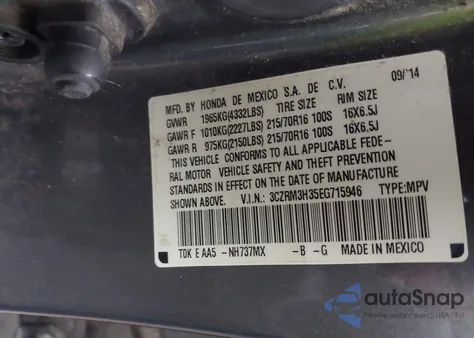 MFD. BY HONDA DE MEXICO S.A. DE C.V. 09/'14
GVWR 1965KG(4332LBS) TIRE SIZE RIM SIZE
GAWR F 1010KG(2227LBS) 215/70R16 100S 16X6.5J
GAWR R 975KG(2150LBS) 215/70R16 100S 16X6.5J
THIS VEHICLE CONFORMS TO ALL APPLICABLE FEDE-
RAL MOTOR VEHICLE SAFETY AND THEFT PREVENTION
STANDARDS IN EFFECT ON THE DATE OF MANUFACTURE
SHOWN ABOVE. V.I.N.: 3CZRM3H35EG715946 TYPE:MPV
T0K E AA5 -NH737MX -B -G MADE IN MEXICO
autoSnap